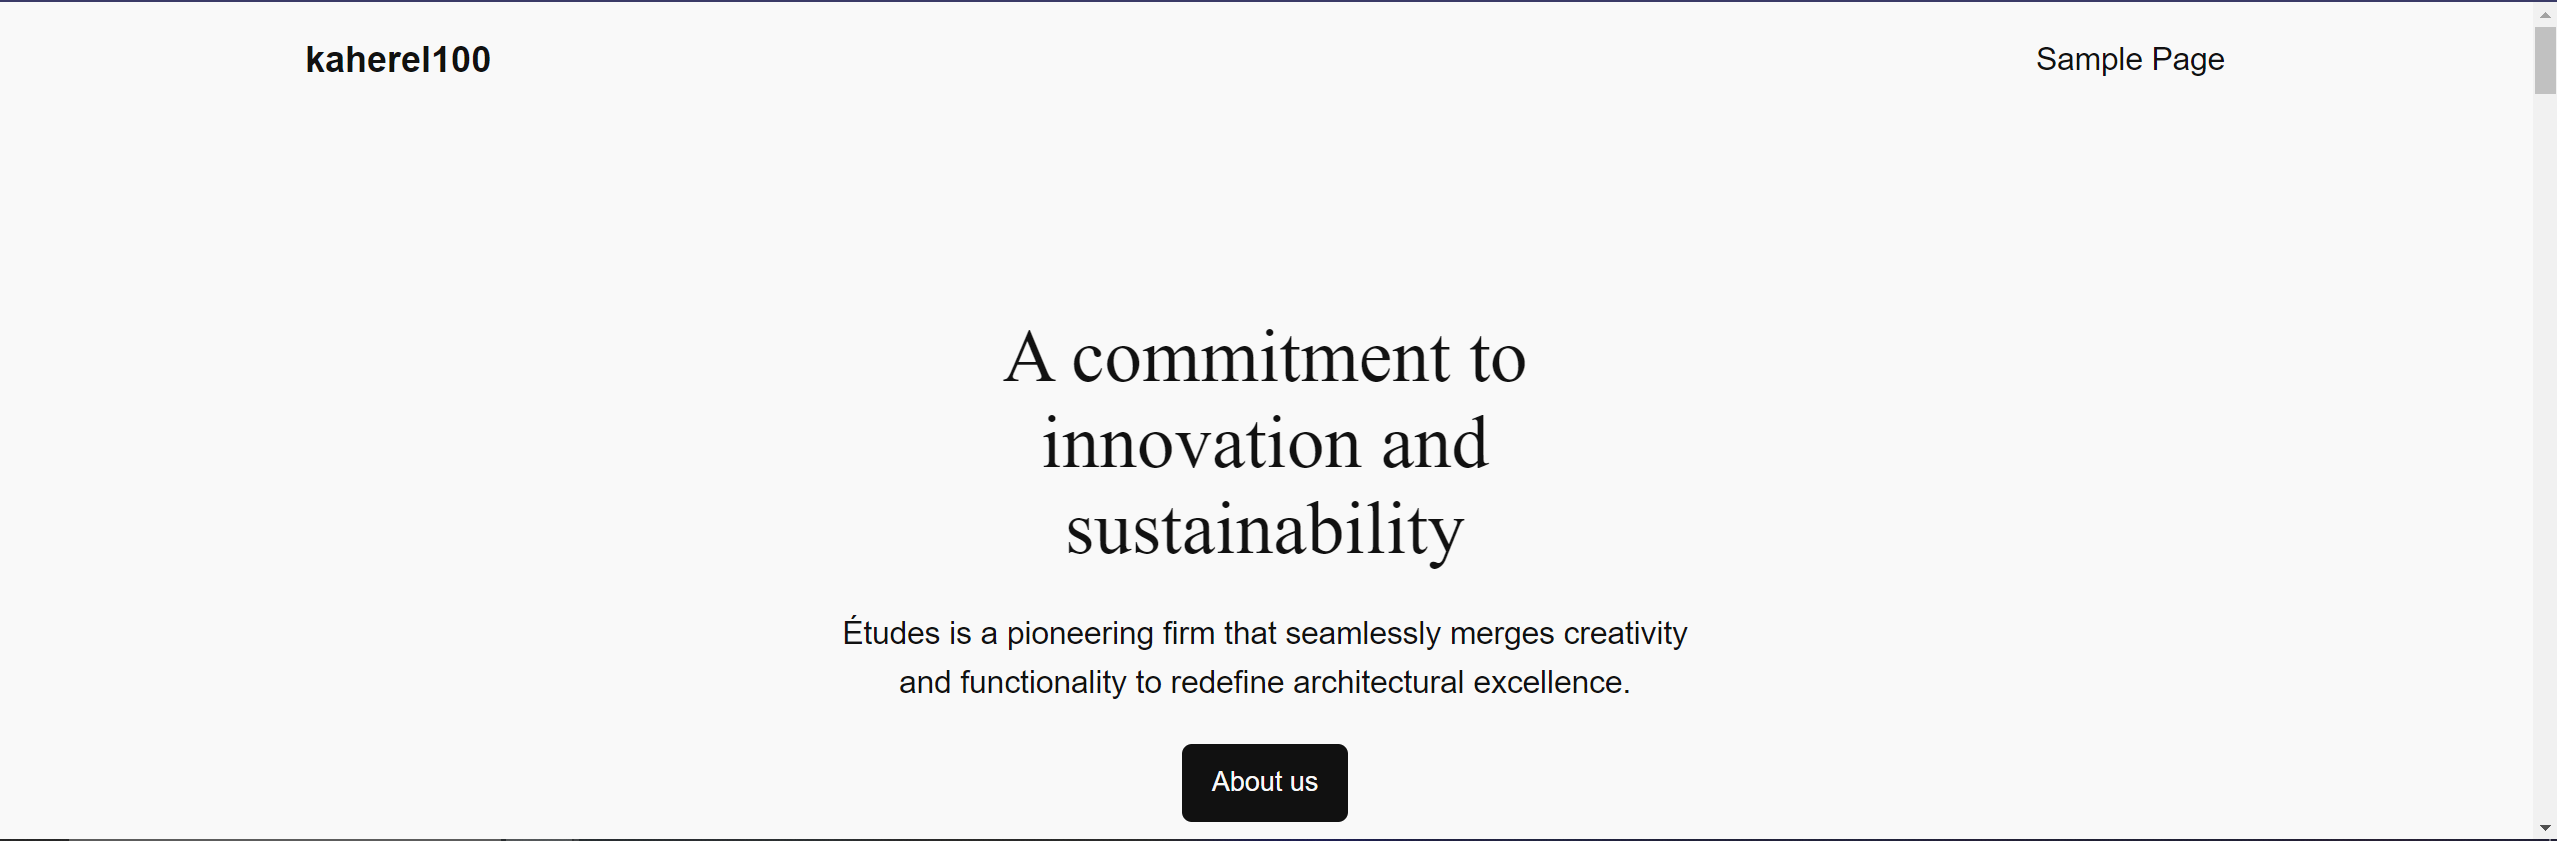 kaherel100
Sample Page
A commitment to
innovation and
sustainability
Études is a pioneering firm that seamlessly merges creativity
and functionality to redefine architectural excellence.
About us